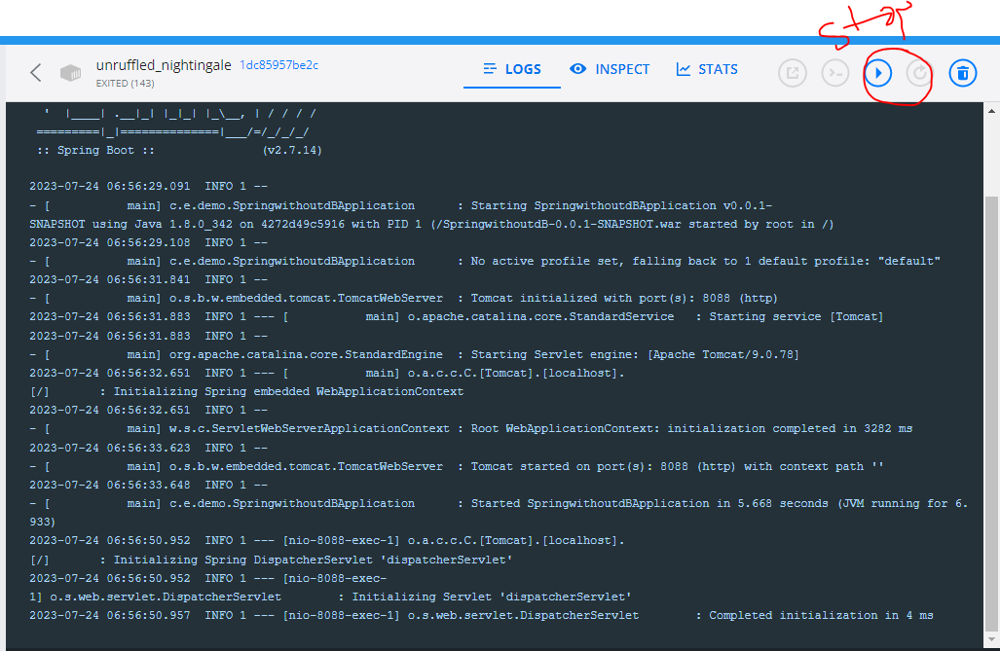 stop
unruffled_nightingale 1dc85957be2c
EXITED (143)
LOGS INSPECT STATS
' |____| .__|_| |_|_| |_\__, | / / / /
=========|_|==============|___/=/_/_/_/
:: Spring Boot :: (v2.7.14)
2023-07-24 06:56:29.091 INFO 1 --
- [ main] c.e.demo.SpringwithoutdBApplication : Starting SpringwithoutdBApplication v0.0.1-
SNAPSHOT using Java 1.8.0_342 on 4272d49c5916 with PID 1 (/SpringwithoutdB-0.0.1-SNAPSHOT.war started by root in /)
2023-07-24 06:56:29.108 INFO 1 --
- [ main] c.e.demo.SpringwithoutdBApplication : No active profile set, falling back to 1 default profile: "default"
2023-07-24 06:56:31.841 INFO 1 --
- [ main] o.s.b.w.embedded.tomcat.TomcatWebServer : Tomcat initialized with port(s): 8088 (http)
2023-07-24 06:56:31.883 INFO 1 --- [ main] o.apache.catalina.core.StandardService : Starting service [Tomcat]
2023-07-24 06:56:31.883 INFO 1 --
- [ main] org.apache.catalina.core.StandardEngine : Starting Servlet engine: [Apache Tomcat/9.0.78]
2023-07-24 06:56:32.651 INFO 1 --- [ main] o.a.c.c.C.[Tomcat].[localhost].
[/] : Initializing Spring embedded WebApplicationContext
2023-07-24 06:56:32.651 INFO 1 --
- [ main] w.s.c.ServletWebServerApplicationContext : Root WebApplicationContext: initialization completed in 3282 ms
2023-07-24 06:56:33.623 INFO 1 --
- [ main] o.s.b.w.embedded.tomcat.TomcatWebServer : Tomcat started on port(s): 8088 (http) with context path ''
2023-07-24 06:56:33.648 INFO 1 --
- [ main] c.e.demo.SpringwithoutdBApplication : Started SpringwithoutdBApplication in 5.668 seconds (JVM running for 6.
933)
2023-07-24 06:56:50.952 INFO 1 --- [nio-8088-exec-1] o.a.c.c.C.[Tomcat].[localhost].
[/] : Initializing Spring DispatcherServlet 'dispatcherServlet'
2023-07-24 06:56:50.952 INFO 1 --- [nio-8088-exec-
1] o.s.web.servlet.DispatcherServlet : Initializing Servlet 'dispatcherServlet'
2023-07-24 06:56:50.957 INFO 1 --- [nio-8088-exec-1] o.s.web.servlet.DispatcherServlet : Completed initialization in 4 ms